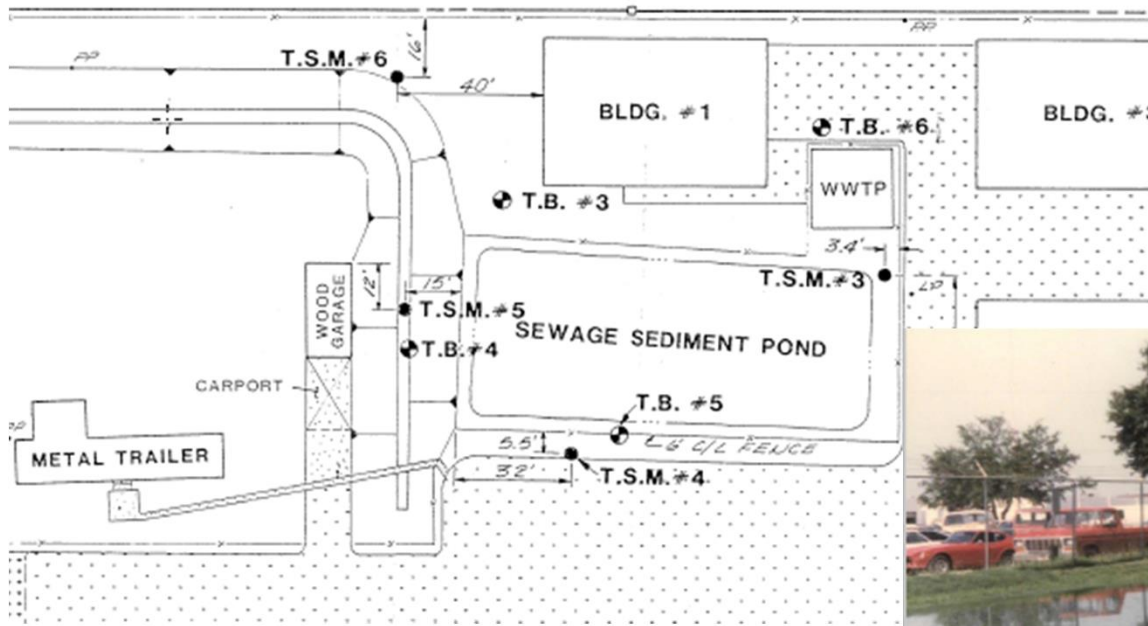 PP
PP
16'
T.S.M. #6
40'
BLDG. #1
BLDG. #
T.B. #6
WWTP
T.B. #3
3.4'
T.S.M. #3
LP
12'
15'
WOOD
GARAGE
T.S.M. #5
SEWAGE SEDIMENT POND
T.B. #4
CARPORT
T.B. #5
5.5'
6' C/L FENCE
METAL TRAILER
32'
T.S.M. #4